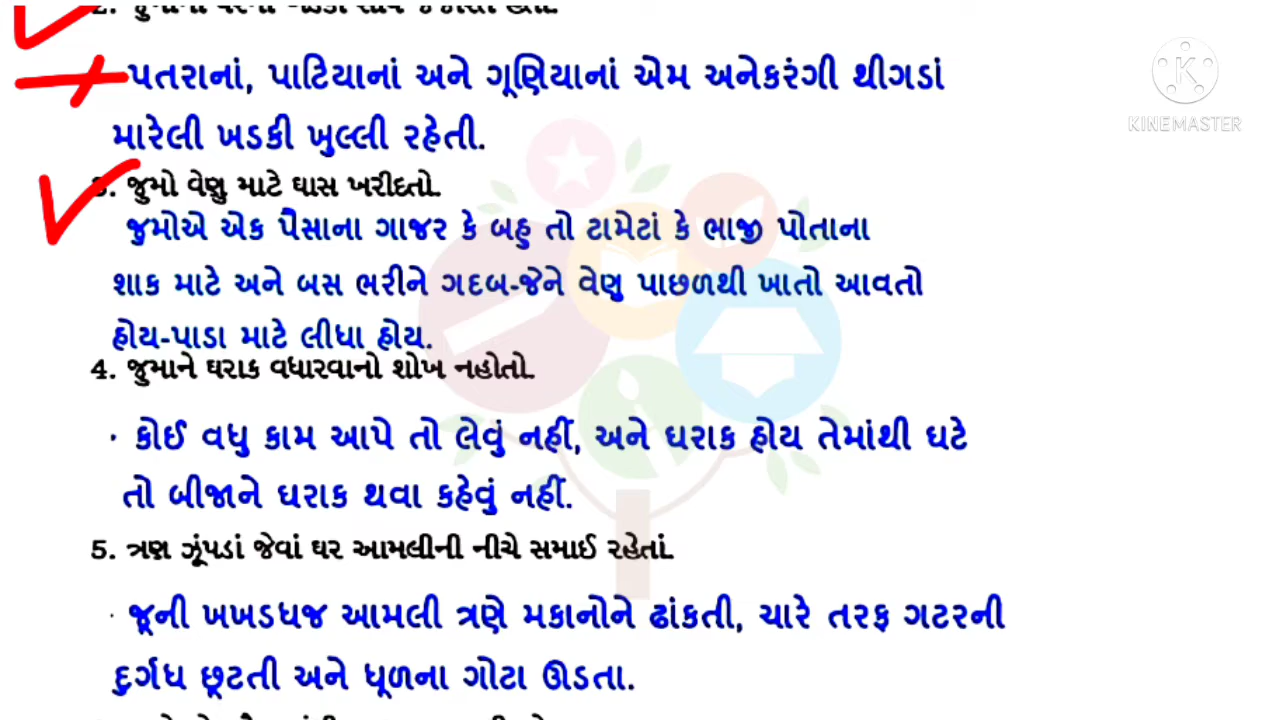 પતરાનાં, પાટિયાનાં અને ગૂણિયાનાં એમ અનેકરંગી થીગડાં
મારેલી ખડકી ખુલ્લી રહેતી.
3. જુમો વેણુ માટે ઘાસ ખરીદતો.
જુમોએ એક પૈસાના ગાજર કે બહુ તો ટામેટાં કે ભાજી પોતાના
શાક માટે અને બસ ભરીને ગદબ-જેને વેણુ પાછળથી ખાતો આવતો
હોય-પાડા માટે લીધા હોય.
4. જુમાને ઘરાક વધારવાનો શોખ નહોતો.
· કોઈ વધુ કામ આપે તો લેવું નહીં, અને ઘરાક હોય તેમાંથી ઘટે
તો બીજાને ઘરાક થવા કહેવું નહીં.
5. ત્રણ ઝૂંપડાં જેવાં ઘર આમલીની નીચે સમાઈ રહેતાં.
· જૂની ખખડધજ આમલી ત્રણે મકાનોને ઢાંકતી, ચારે તરફ ગટરની
દુર્ગધ છૂટતી અને ધૂળના ગોટા ઊડતા.
K
KINEMASTER